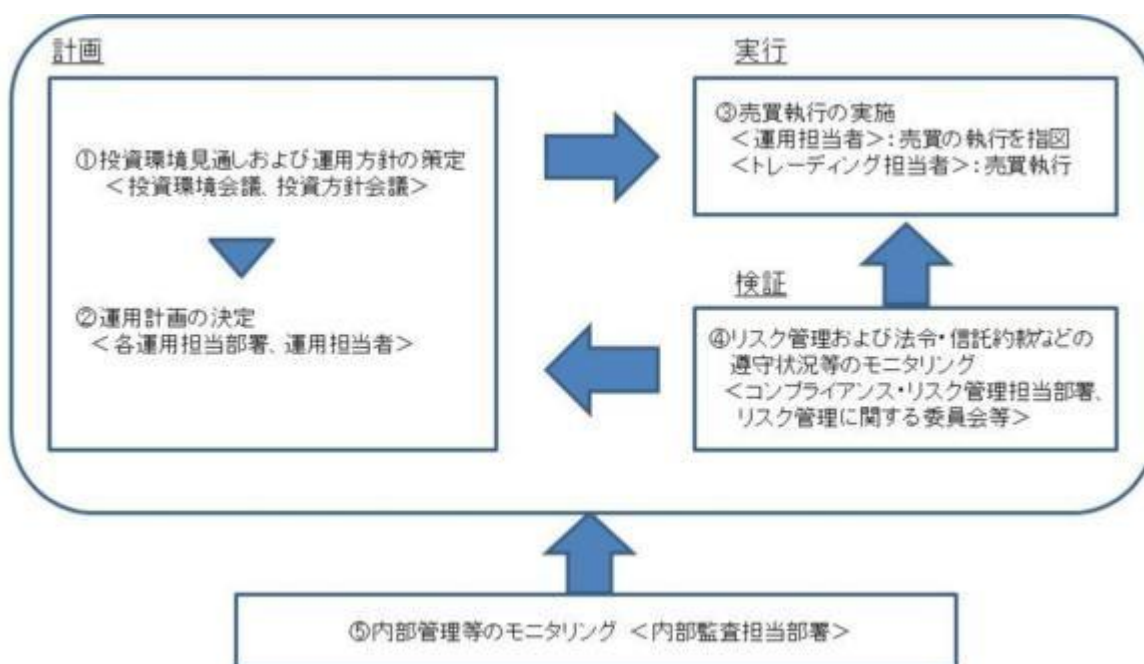 計画
①投資環境見通しおよび運用方針の策定
＜投資環境会議、投資方針会議＞
②運用計画の決定
＜各運用担当部署、運用担当者＞
実行
③売買執行の実施
＜運用担当者＞：売買の執行を指図
＜トレーディング担当者＞：売買執行
検証
④リスク管理および法令・信託約款などの
遵守状況等のモニタリング
＜コンプライアンス・リスク管理担当部署、
リスク管理に関する委員会等＞
⑤内部管理等のモニタリング ＜内部監査担当部署＞